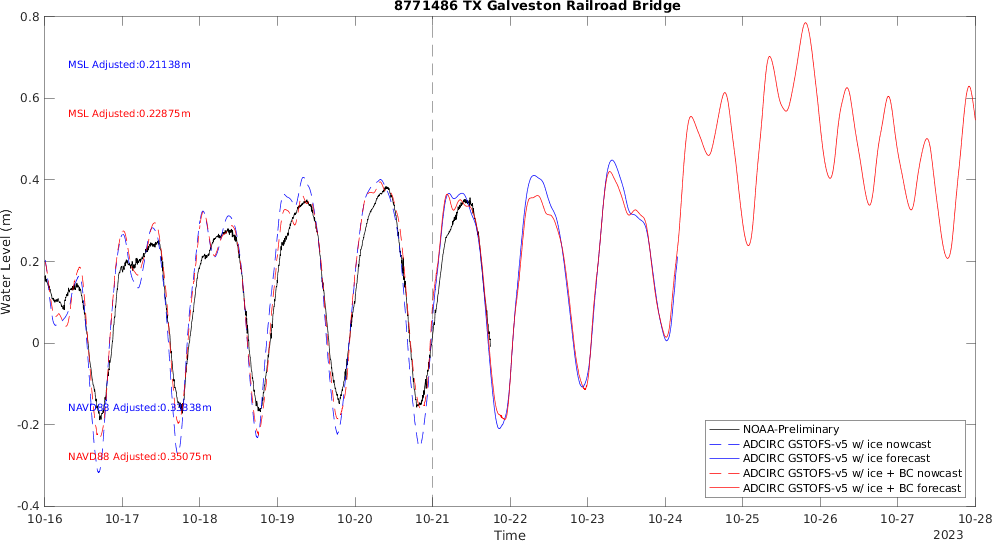 8771486 TX Galveston Railroad Bridge
0.8
0.6
0.4
0.2
0
-0.2
-0.4
Water Level (m)
MSL Adjusted:0.21138m
MSL Adjusted:0.22875m
NAVD88 Adjusted:0.33338m
NAVD88 Adjusted:0.35075m
NOAA-Preliminary
ADCIRC GSTOFS-v5 w/ ice nowcast
ADCIRC GSTOFS-v5 w/ ice forecast
ADCIRC GSTOFS-v5 w/ ice + BC nowcast
ADCIRC GSTOFS-v5 w/ ice + BC forecast
10-16 10-17 10-18 10-19 10-20 10-21 10-22 10-23 10-24 10-25 10-26 10-27 10-28
Time
2023